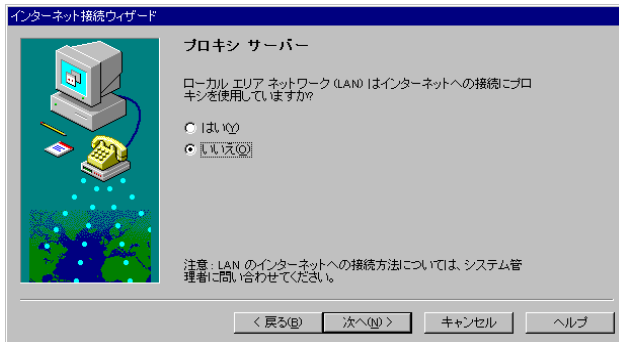 インターネット接続ウィザード
プロキシ サーバー
ローカル エリア ネットワーク (LAN) はインターネットへの接続にプロ
キシを使用していますか?
はい(Y)
いいえ(O)
注意 : LAN のインターネットへの接続方法については、システム管
理者に問い合わせてください。
< 戻る(B)
次へ(N) >
キャンセル
ヘルプ